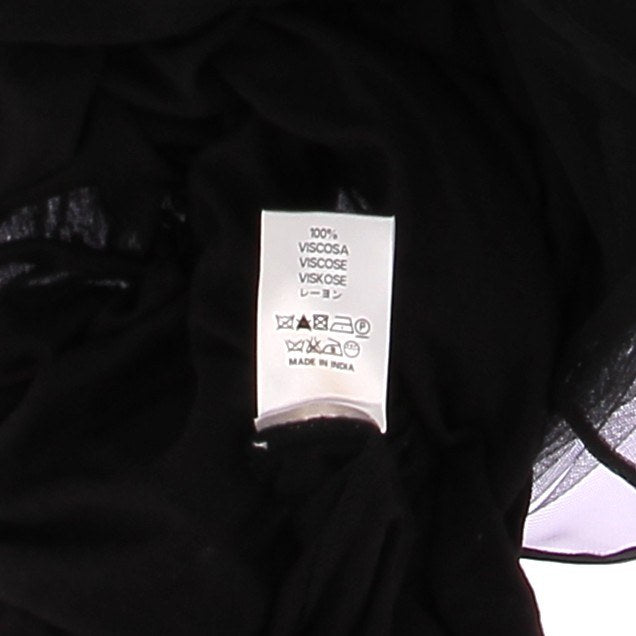 100%
VISCOSA
VISCOSE
VISKOSE
レーヨン
P
MADE IN INDIA